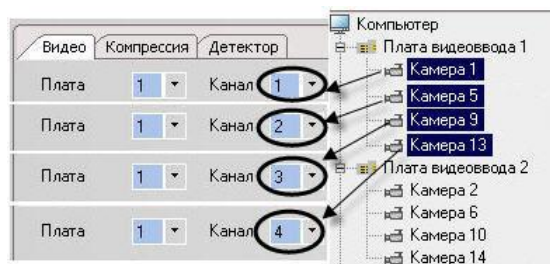 Видео Компрессия Детектор
Плата 1 Канал 1
Плата 1 Канал 2
Плата 1 Канал 3
Плата 1 Канал 4
Компьютер
Плата видеоввода 1
Камера 1
Камера 5
Камера 9
Камера 13
Плата видеоввода 2
Камера 2
Камера 6
Камера 10
Камера 14